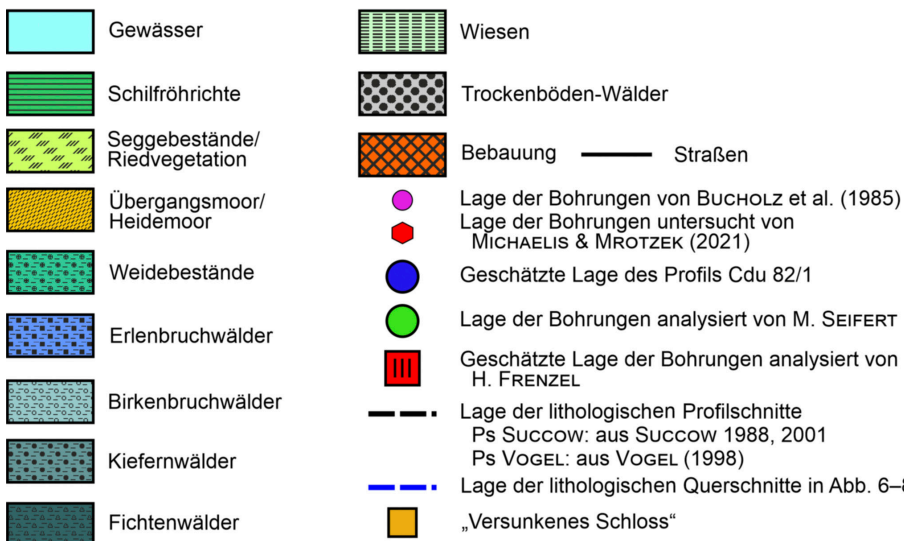 Gewässer
Schilfröhrichte
Seggebestände/
Riedvegetation
Übergangsmoor/
Heidemoor
Weidebestände
Erlenbruchwälder
Birkenbruchwälder
Kiefernwälder
Fichtenwälder
Wiesen
Trockenböden-Wälder
Bebauung Straßen
Lage der Bohrungen von BUCHOLZ et al. (1985)
Lage der Bohrungen untersucht von
MICHAELIS & MROTZEK (2021)
Geschätzte Lage des Profils Cdu 82/1
Lage der Bohrungen analysiert von M. SEIFERT
Geschätzte Lage der Bohrungen analysiert von
H. FRENZEL
Lage der lithologischen Profilschnitte
Ps SUCCOW: aus SUCCOW 1988, 2001
Ps VOGEL: aus VOGEL (1998)
Lage der lithologischen Querschnitte in Abb. 6–8
„Versunkenes Schloss“